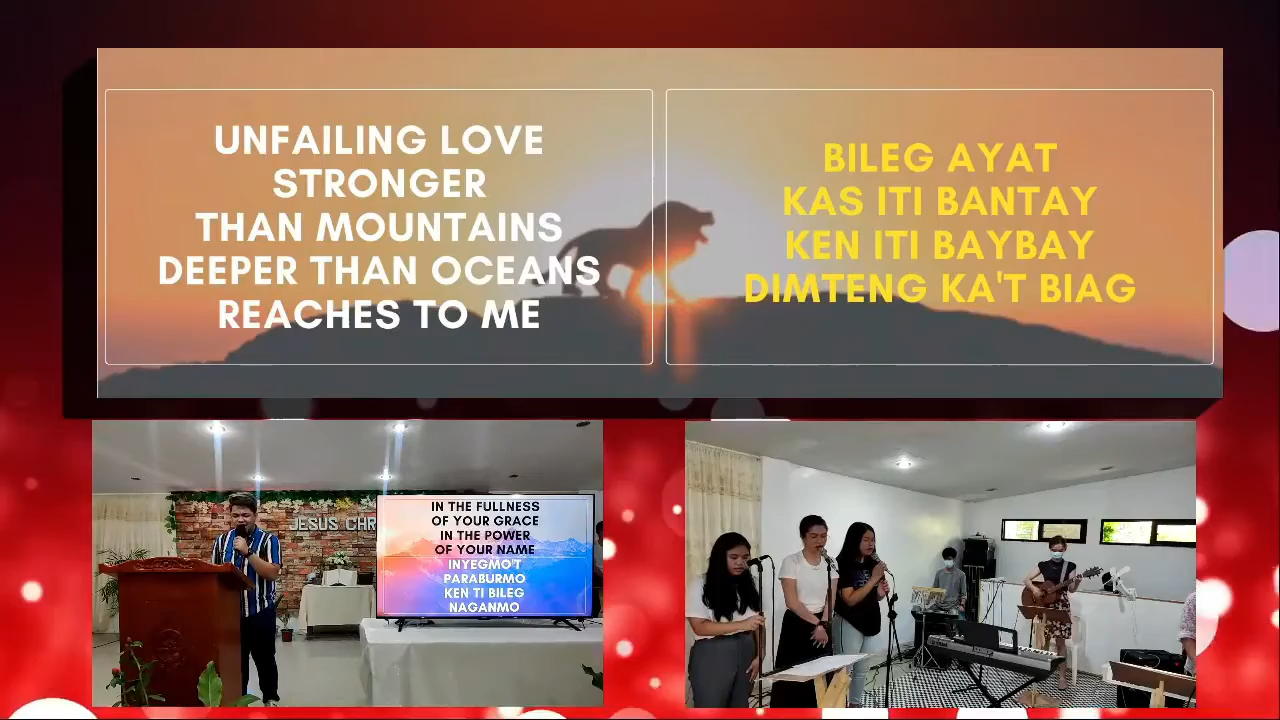 UNFAILING LOVE
STRONGER
THAN MOUNTAINS
DEEPER THAN OCEANS
REACHES TO ME
BILEG AYAT
KAS ITI BANTAY
KEN ITI BAYBAY
DIMTENG KA'T BIAG
JESUS CHR
IN THE FULLNESS
OF YOUR GRACE
IN THE POWER
OF YOUR NAME
INYEGMO'T
PARABURMO
KEN TI BILEG
NAGANMO